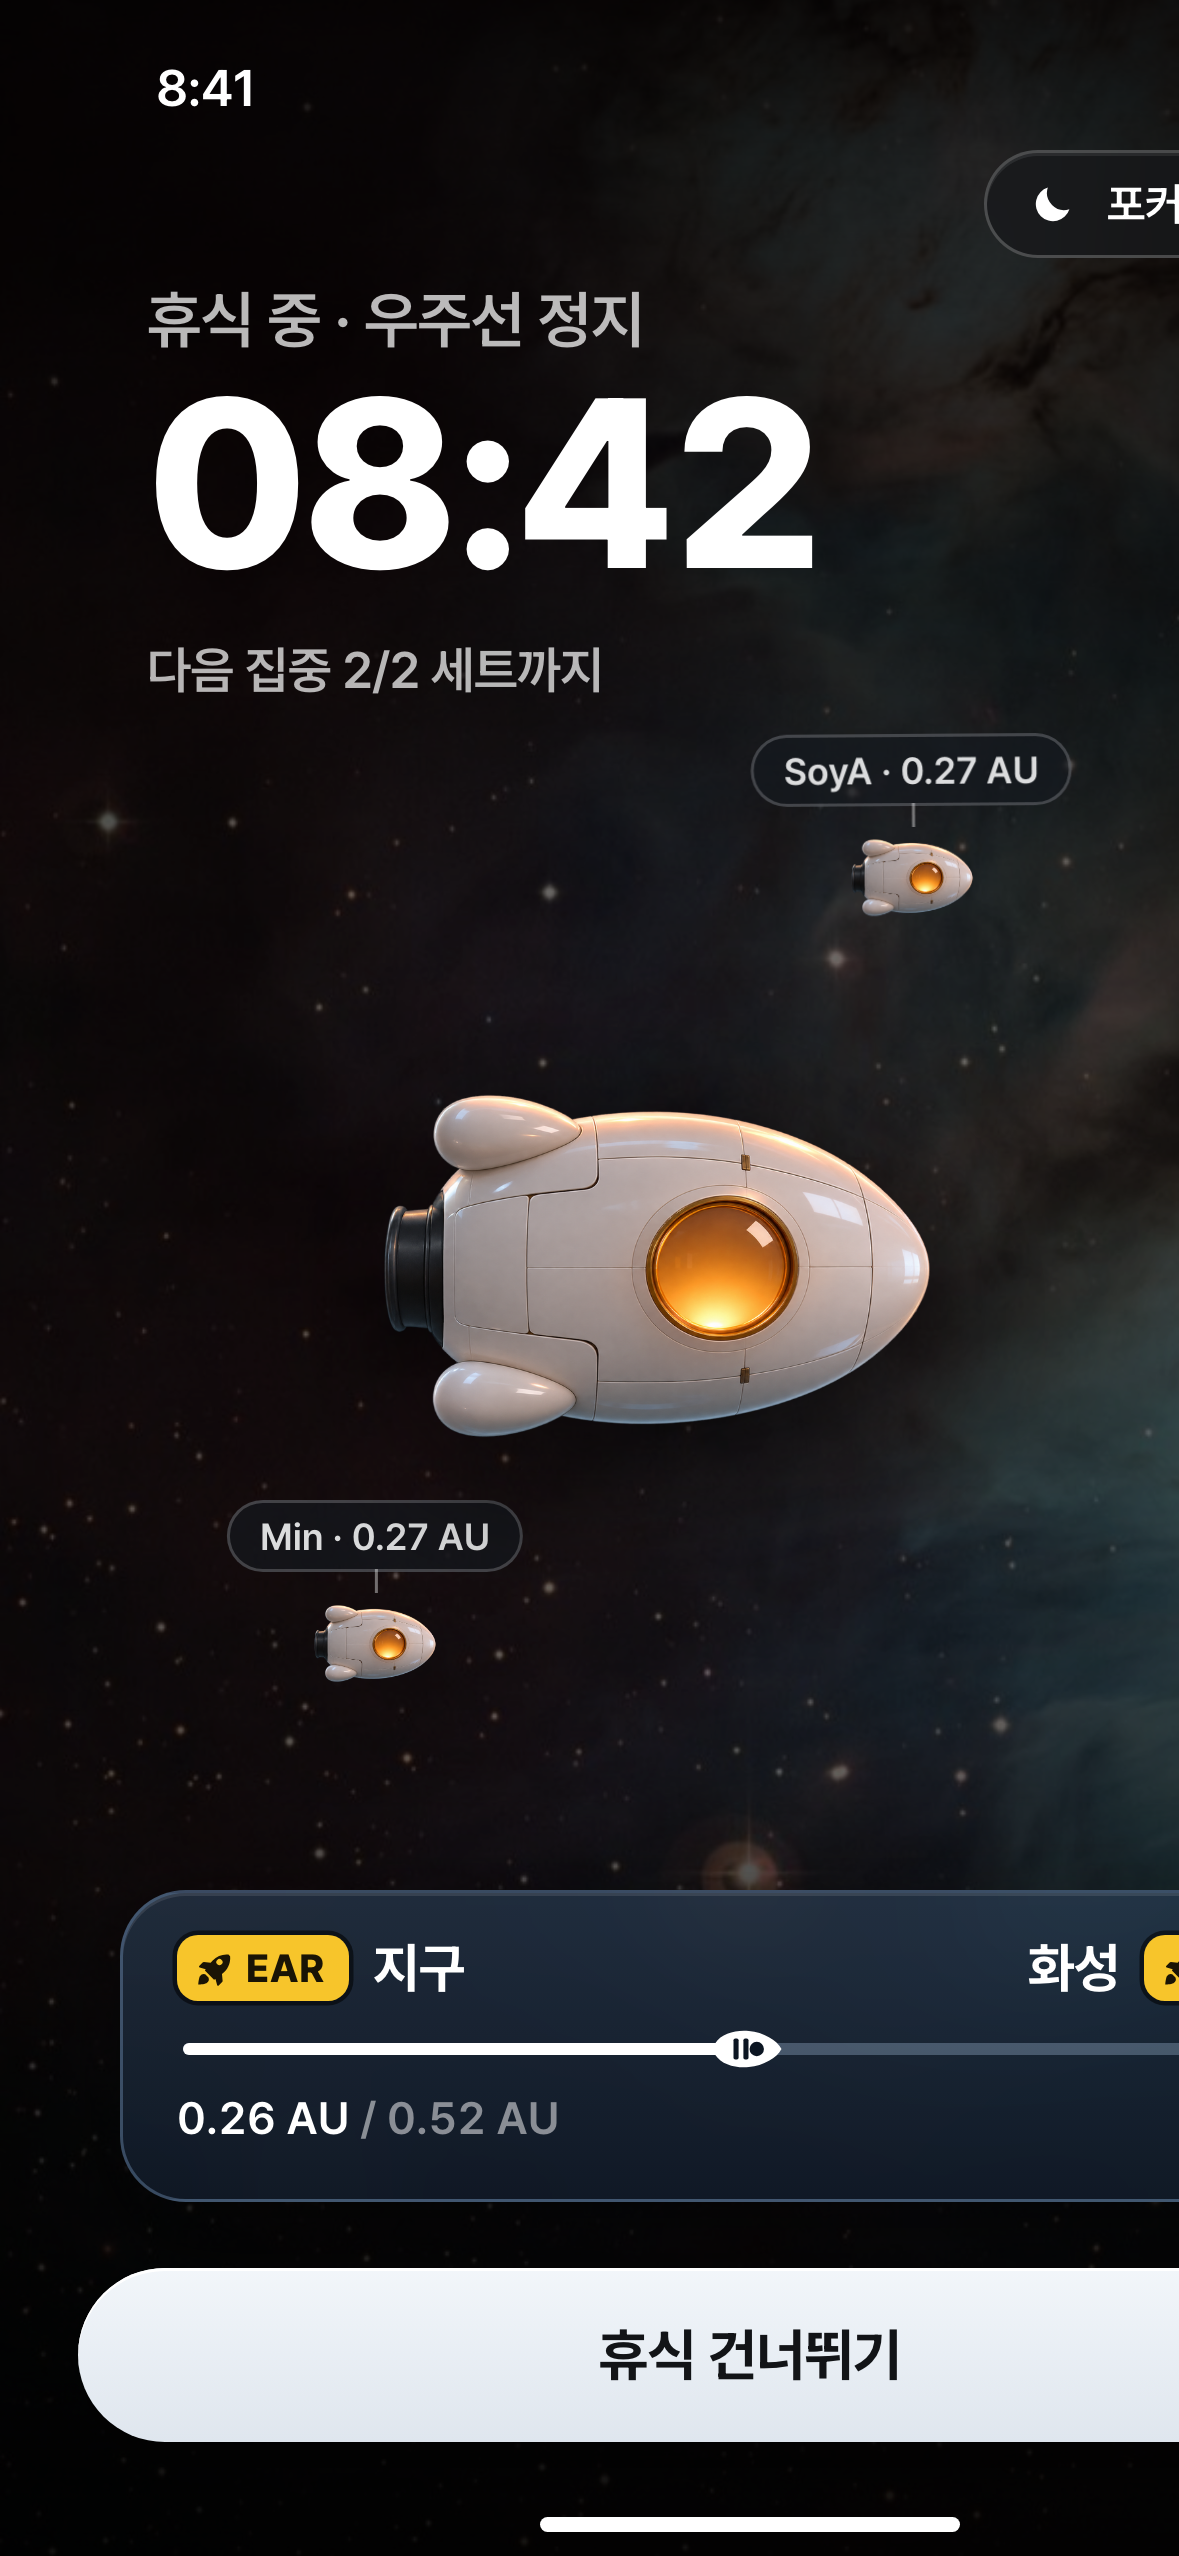 8:41
포커
휴식 중 · 우주선 정지
08:42
다음 집중 2/2 세트까지
SoyA · 0.27 AU
Min · 0.27 AU
EAR 지구 화성
0.26 AU / 0.52 AU
휴식 건너뛰기